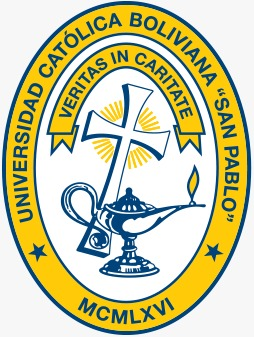 UNIVERSIDAD CATÓLICA BOLIVIANA "SAN PABLO"
VERITAS IN CARITATE
MCMLXVI